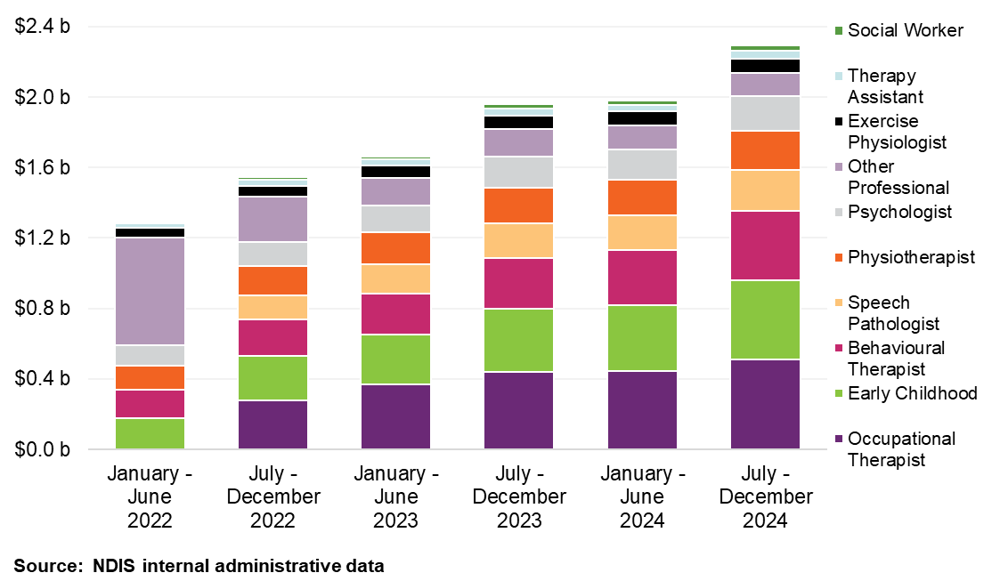 $2.4 b
$2.0 b
$1.6 b
$1.2 b
$0.8 b
$0.4 b
$0.0 b
January -
June
2022
July -
December
2022
January -
June
2023
July -
December
2023
January -
June
2024
July -
December
2024
Social Worker
Therapy
Assistant
Exercise
Physiologist
Other
Professional
Psychologist
Physiotherapist
Speech
Pathologist
Behavioural
Therapist
Early Childhood
Occupational
Therapist
Source:  NDIS internal administrative data